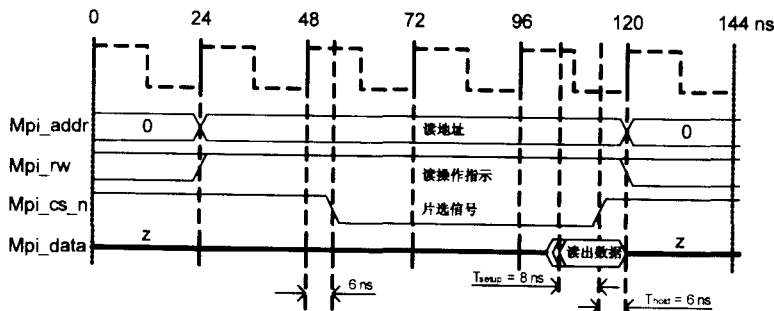 0 24 48 72 96 120 144 ns
Mpi_addr 0 读地址 0
Mpi_rw 读操作指示
Mpi_cs_n 片选信号
Mpi_data z 读出数据 z
6 ns Tsetup = 8 ns Thold = 6 ns